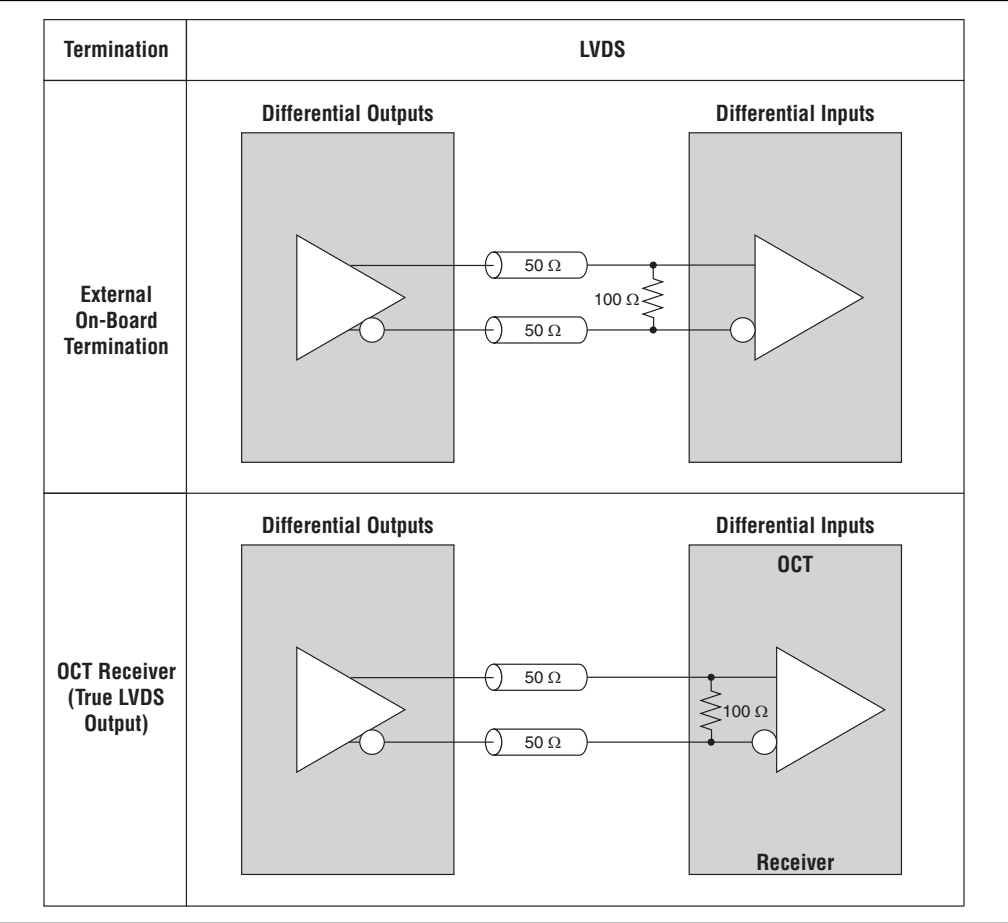 Termination
LVDS
External
On-Board
Termination
Differential Outputs
Differential Inputs
50 Ω
100 Ω
50 Ω
OCT Receiver
(True LVDS
Output)
Differential Outputs
Differential Inputs
OCT
50 Ω
100 Ω
50 Ω
Receiver